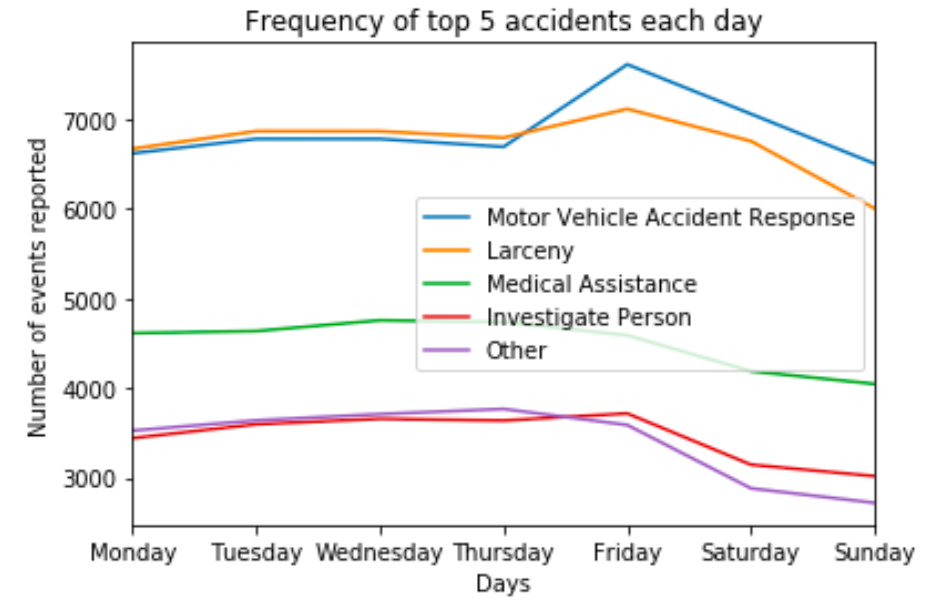 Frequency of top 5 accidents each day
Number of events reported
7000
6000
5000
4000
3000
Motor Vehicle Accident Response
Larceny
Medical Assistance
Investigate Person
Other
Monday Tuesday Wednesday Thursday Friday Saturday Sunday
Days